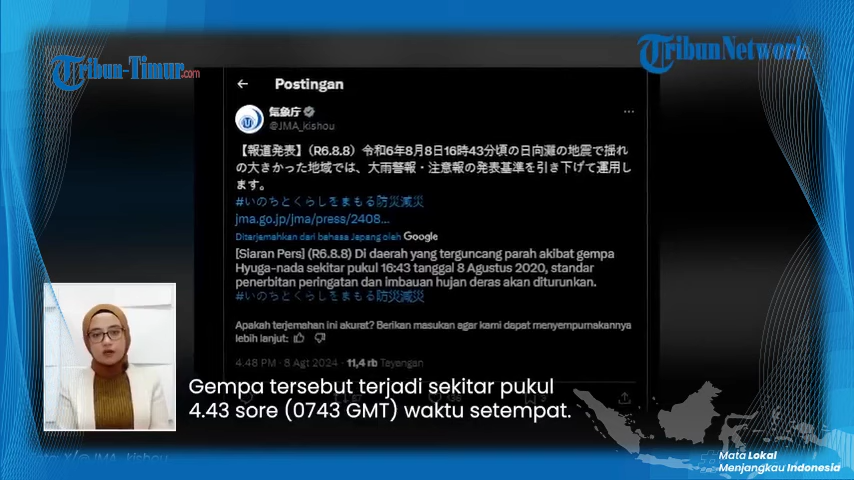 Tribun-Timur.com
TribunNetwork
Postingan
気象庁
@JMA_kishou
【報道発表】（R6.8.8）令和6年8月8日16時43分頃の日向灘の地震で揺れ
の大きかった地域では、大雨警報・注意報の発表基準を引き下げて運用し
ます。
#いのちとくらしをまもる防災減災
jma.go.jp/jma/press/2408...
Diterjemahkan dari bahasa Jepang oleh Google
[Siaran Pers] (R6.8.8) Di daerah yang terguncang parah akibat gempa
Hyuga-nada sekitar pukul 16:43 tanggal 8 Agustus 2020, standar
penerbitan peringatan dan imbauan hujan deras akan diturunkan.
#いのちとくらしをまもる防災減災
Apakah terjemahan ini akurat? Berikan masukan agar kami dapat menyempurnakannya
lebih lanjut:
4:48 PM · 8 Agt 2024 · 11,4 rb Tayangan
Gempa tersebut terjadi sekitar pukul
4.43 sore (0743 GMT) waktu setempat.
X/@JMA_kishou
#Mata Lokal
Menjangkau Indonesia